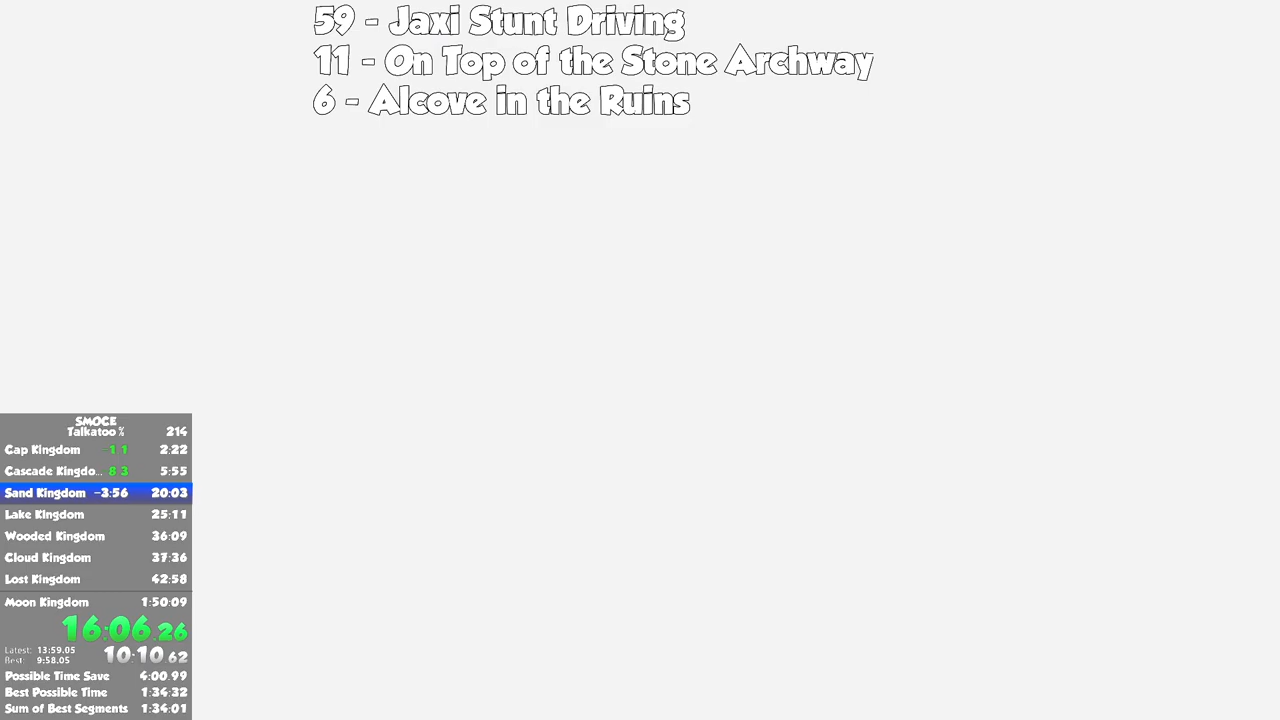 59 - Jaxi Stunt Driving
11 - On Top of the Stone Archway
6 - Alcove in the Ruins
SMOCE
Talkatoo% 214
Cap Kingdom -1 1 2:22
Cascade Kingdo... 8 3 5:55
Sand Kingdom -3:56 20:03
Lake Kingdom 25:11
Wooded Kingdom 36:09
Cloud Kingdom 37:36
Lost Kingdom 42:58
Moon Kingdom 1:50:09
16:06.26
Latest: 13:59.05
Best: 9:58.05
10:10.62
Possible Time Save 4:00.99
Best Possible Time 1:34:32
Sum of Best Segments 1:34:01